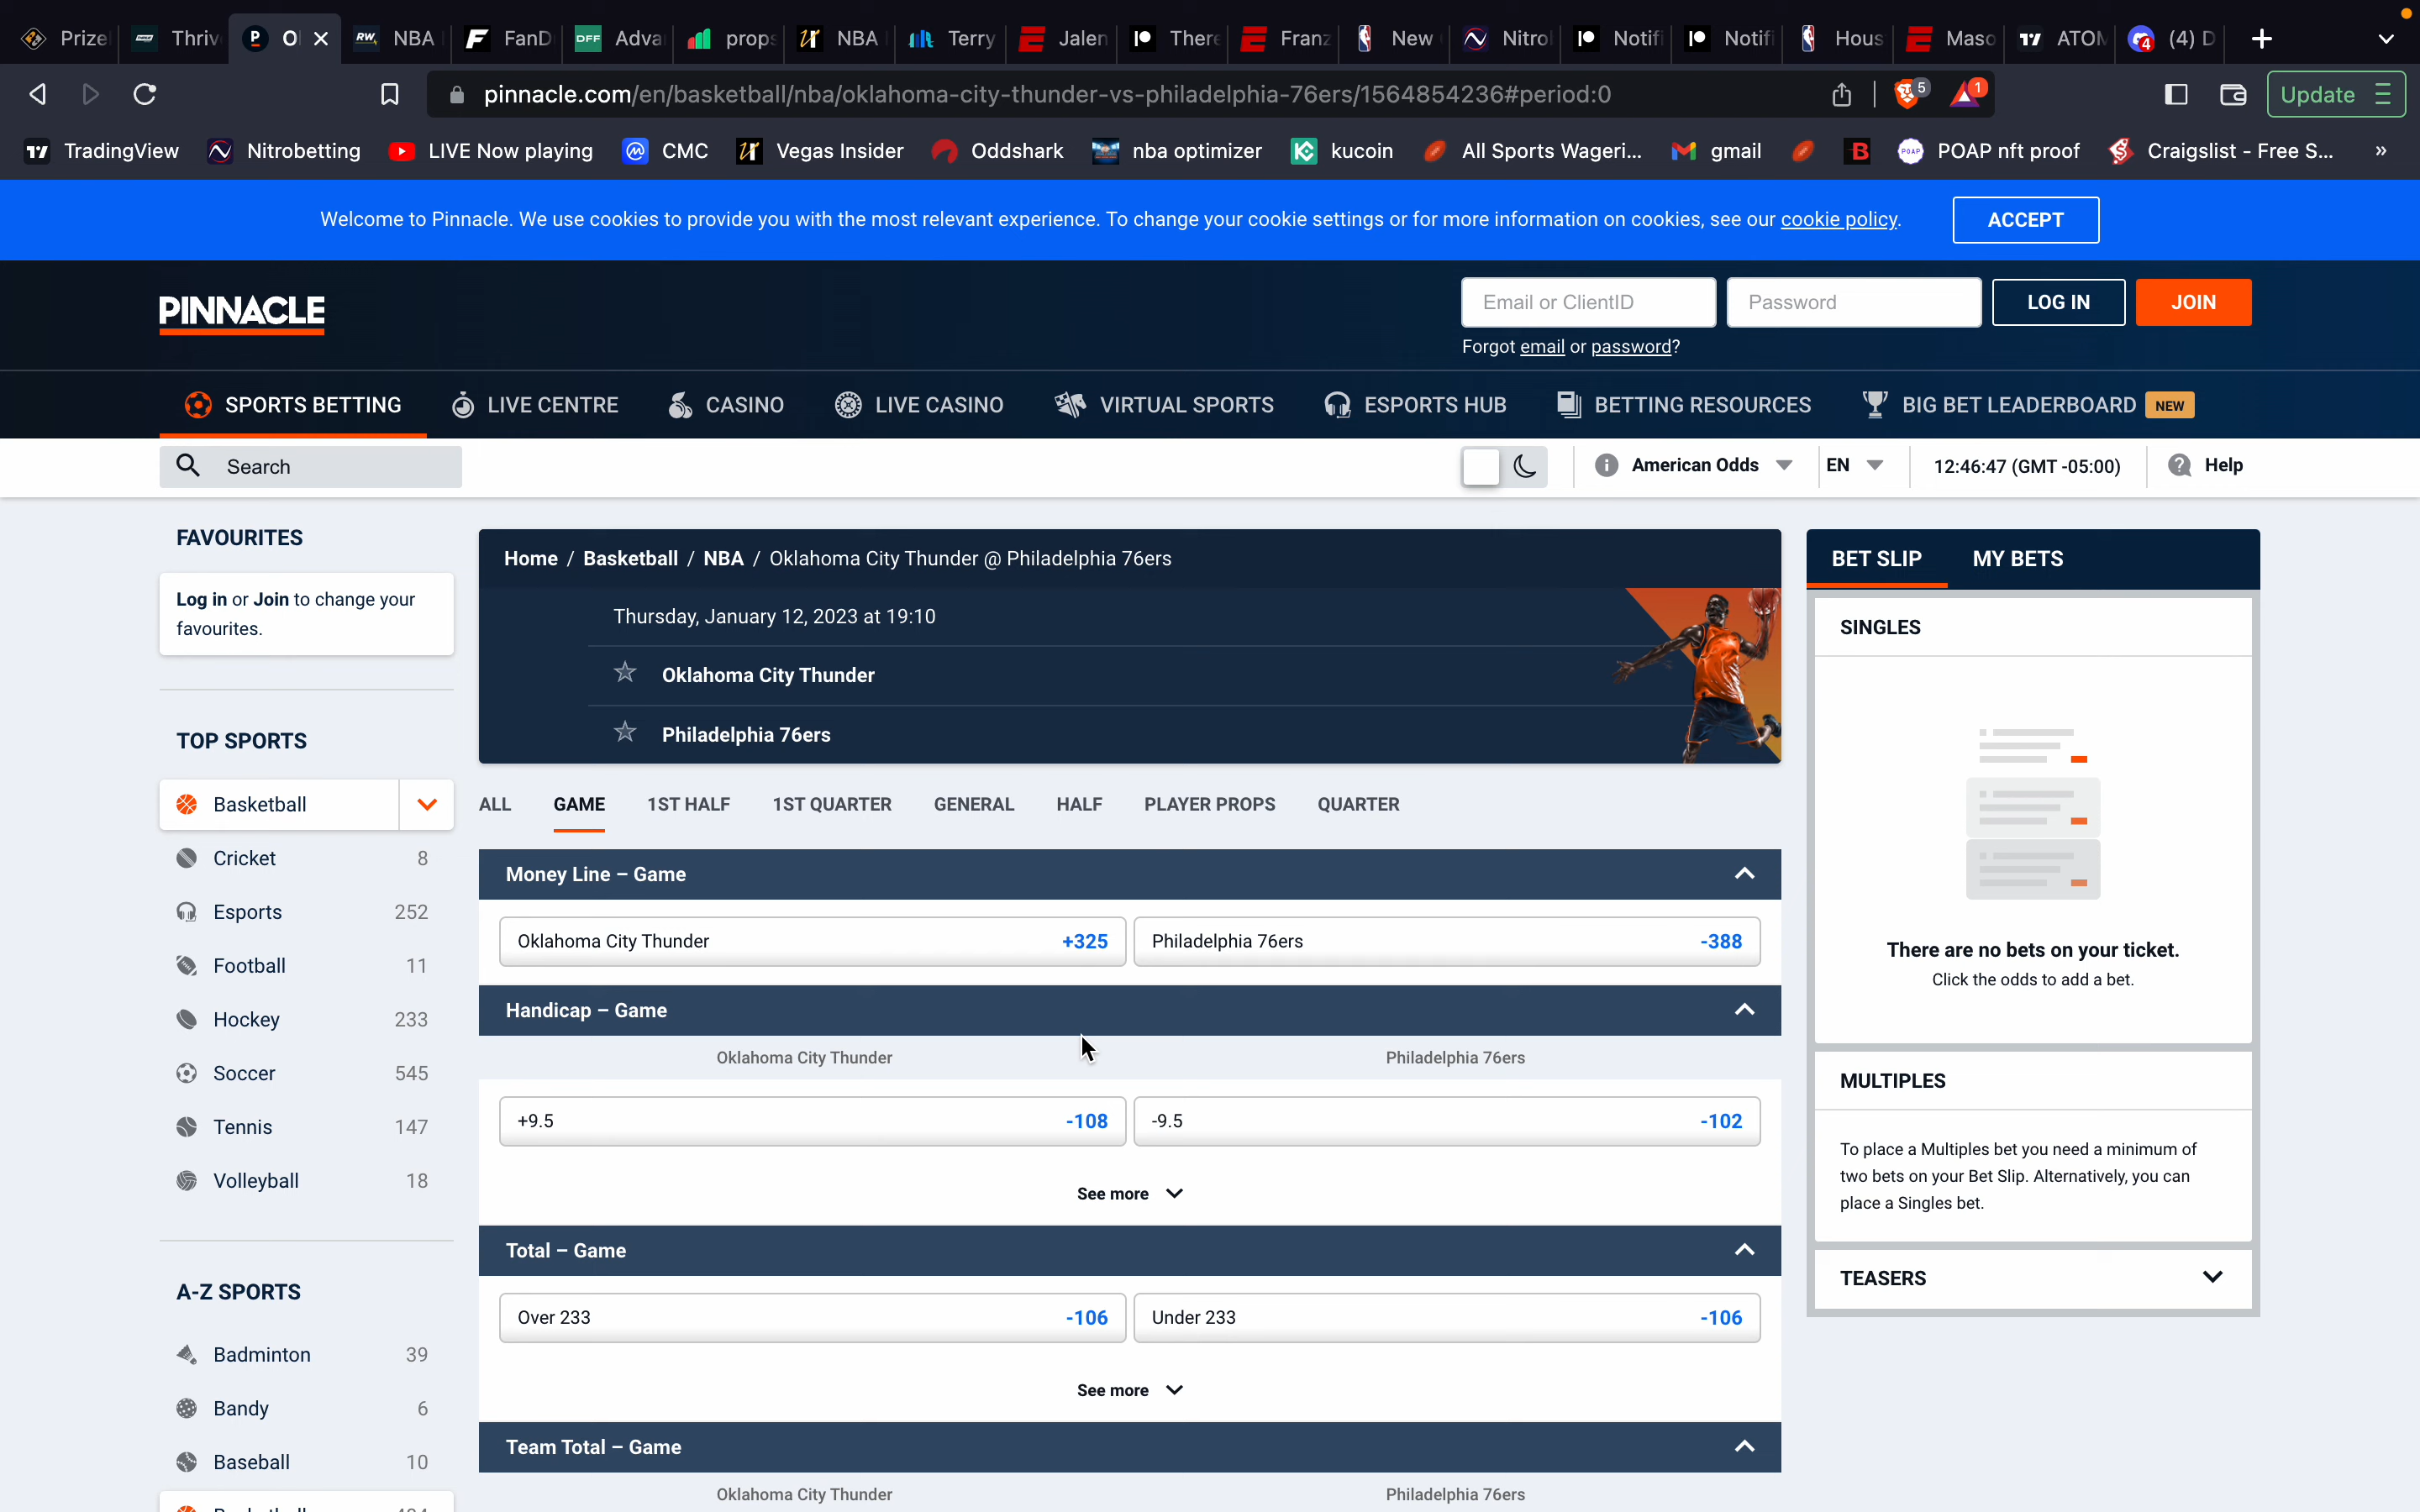 Prize
Thriv
O
NBA
FanD
DFF Adva
props
NBA
Terry
Jalen
There
Franz
New
Nitrol
Notifi
Notifi
Hous
Maso
ATOM
(4) D
pinnacle.com/en/basketball/nba/oklahoma-city-thunder-vs-philadelphia-76ers/1564854236#period:0
5
1
Update
TradingView
Nitrobetting
LIVE Now playing
CMC
Vegas Insider
Oddshark
nba optimizer
kucoin
All Sports Wageri...
gmail
POAP nft proof
Craigslist - Free S...
»
Welcome to Pinnacle. We use cookies to provide you with the most relevant experience. To change your cookie settings or for more information on cookies, see our cookie policy.
ACCEPT
PINNACLE
Email or ClientID
Password
LOG IN
JOIN
Forgot email or password?
SPORTS BETTING
LIVE CENTRE
CASINO
LIVE CASINO
VIRTUAL SPORTS
ESPORTS HUB
BETTING RESOURCES
BIG BET LEADERBOARD NEW
Search
American Odds
EN
12:46:47 (GMT -05:00)
Help
FAVOURITES
Log in or Join to change your
favourites.
TOP SPORTS
Basketball
Cricket 8
Esports 252
Football 11
Hockey 233
Soccer 545
Tennis 147
Volleyball 18
A-Z SPORTS
Badminton 39
Bandy 6
Baseball 10
Home / Basketball / NBA / Oklahoma City Thunder @ Philadelphia 76ers
Thursday, January 12, 2023 at 19:10
Oklahoma City Thunder
Philadelphia 76ers
ALL GAME 1ST HALF 1ST QUARTER GENERAL HALF PLAYER PROPS QUARTER
Money Line – Game
Oklahoma City Thunder +325 Philadelphia 76ers -388
Handicap – Game
Oklahoma City Thunder Philadelphia 76ers
+9.5 -108 -9.5 -102
See more
Total – Game
Over 233 -106 Under 233 -106
See more
Team Total – Game
Oklahoma City Thunder Philadelphia 76ers
BET SLIP MY BETS
SINGLES
There are no bets on your ticket.
Click the odds to add a bet.
MULTIPLES
To place a Multiples bet you need a minimum of
two bets on your Bet Slip. Alternatively, you can
place a Singles bet.
TEASERS